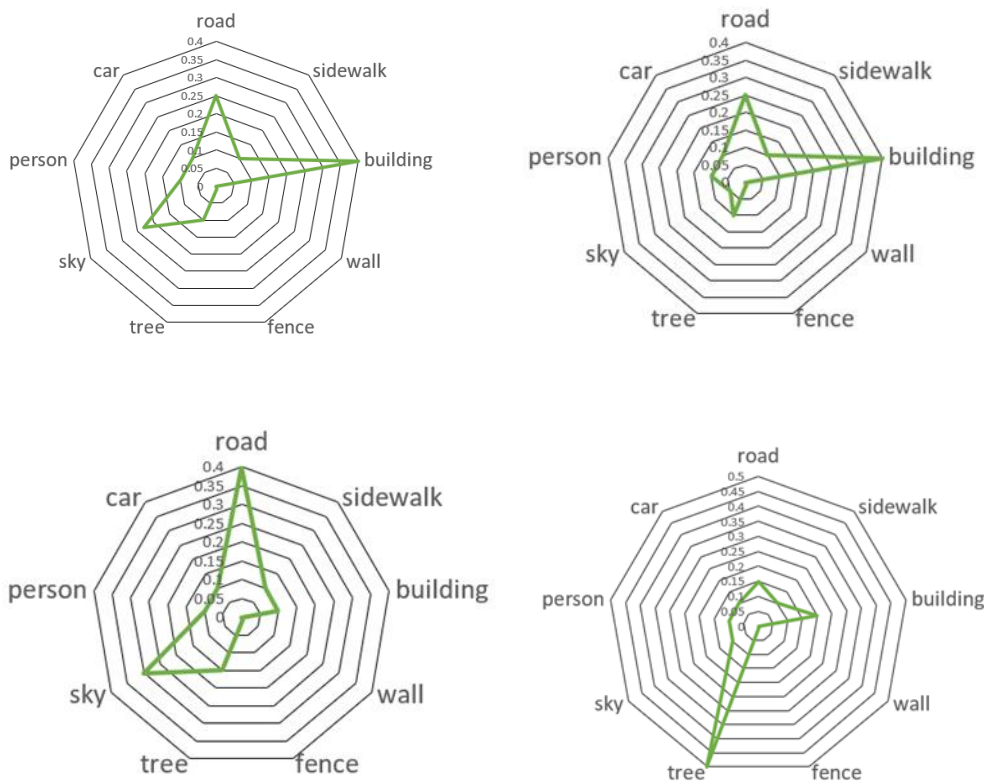 road
0.4
0.35
0.3
0.25
0.2
0.15
0.1
0.05
0
sidewalk
building
wall
fence
tree
sky
person
car
road
0.4
0.35
0.3
0.25
0.2
0.15
0.1
0.05
0
sidewalk
building
wall
fence
tree
sky
person
car
road
0.4
0.35
0.3
0.25
0.2
0.15
0.1
0.05
0
sidewalk
building
wall
fence
tree
sky
person
car
road
0.5
0.45
0.4
0.35
0.3
0.25
0.2
0.15
0.1
0.05
0
sidewalk
building
wall
fence
tree
sky
person
car